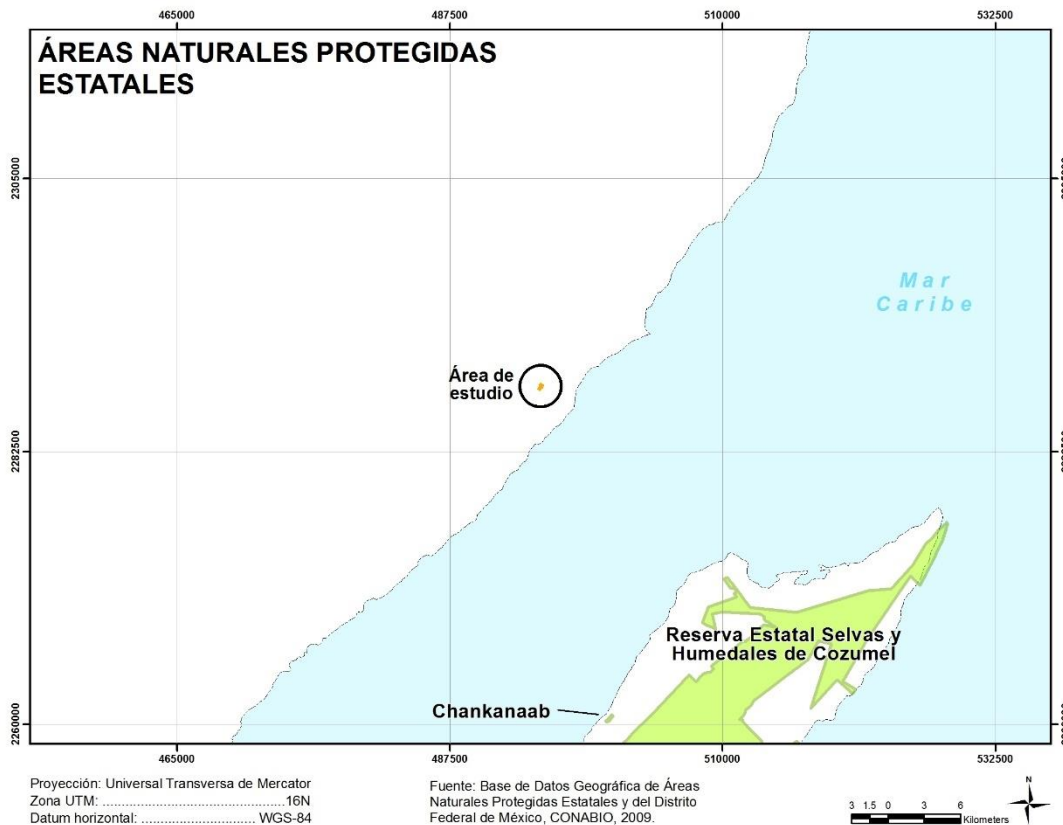 465000 487500 510000 532500
ÁREAS NATURALES PROTEGIDAS
ESTATALES
2305000
Mar
Caribe
Área de
estudio
2282500
Reserva Estatal Selvas y
Humedales de Cozumel
Chankanaab
2260000
465000 487500 510000 532500
Proyección: Universal Transversa de Mercator
Zona UTM: ..........................................16N
Datum horizontal: .......................... WGS-84
Fuente: Base de Datos Geográfica de Áreas
Naturales Protegidas Estatales y del Distrito
Federal de México, CONABIO, 2009.
N
3 1.5 0 3 6
Kilometers